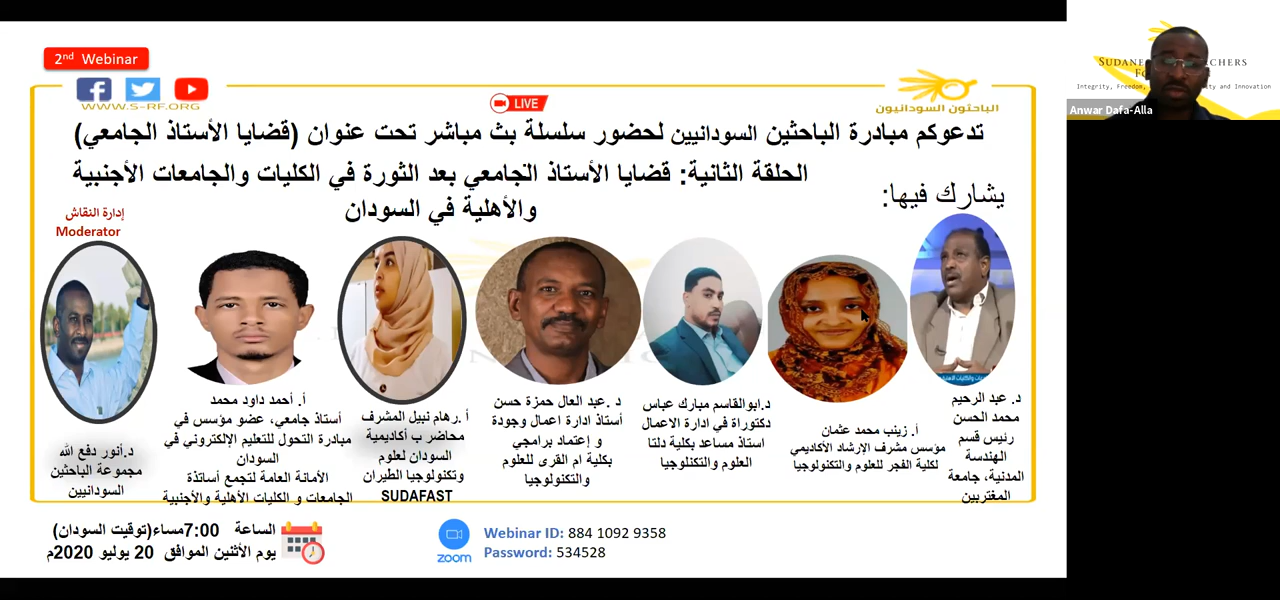 2nd Webinar
WWW.S-RF.ORG
LIVE
الباحثون السودانيون
تدعوكم مبادرة الباحثين السودانيين لحضور سلسلة بث مباشر تحت عنوان (قضايا الأستاذ الجامعي)
الحلقة الثانية: قضايا الأستاذ الجامعي بعد الثورة في الكليات والجامعات الأجنبية
والأهلية في السودان
يشارك فيها:
إدارة النقاش
Moderator
د. عبد الرحيم
محمد الحسن
رئيس قسم
الهندسة
المدنية، جامعة
المغتربين
أ. زينب محمد عثمان
مؤسس مشرف الإرشاد الأكاديمي
لكلية الفجر للعلوم والتكنولوجيا
د.ابوالقاسم مبارك عباس
دكتوراة في ادارة الاعمال
استاذ مساعد بكلية دلتا
العلوم والتكنلوجيا
د .عبد العال حمزة حسن
أستاذ ادارة اعمال وجودة
و إعتماد برامجي
بكلية ام القرى للعلوم
والتكنولوجيا
أ .رهام نبيل المشرف
محاضر ب أكاديمية
السودان لعلوم
وتكنولوجيا الطيران
SUDAFAST
أ. أحمد داود محمد
أستاذ جامعي، عضو مؤسس في
مبادرة التحول للتعليم الإلكتروني في
السودان
الأمانة العامة لتجمع أساتذة
الجامعات و الكليات الأهلية والأجنبية
د.أنور دفع الله
مجموعة الباحثين
السودانيين
الساعة 7:00مساء(توقيت السودان)
يوم الأثنين الموافق 20 يوليو 2020م
zoom
Webinar ID: 884 1092 9358
Password: 534528
Integrity, Freedom,
and Innovation
Anwar Dafa-Alla